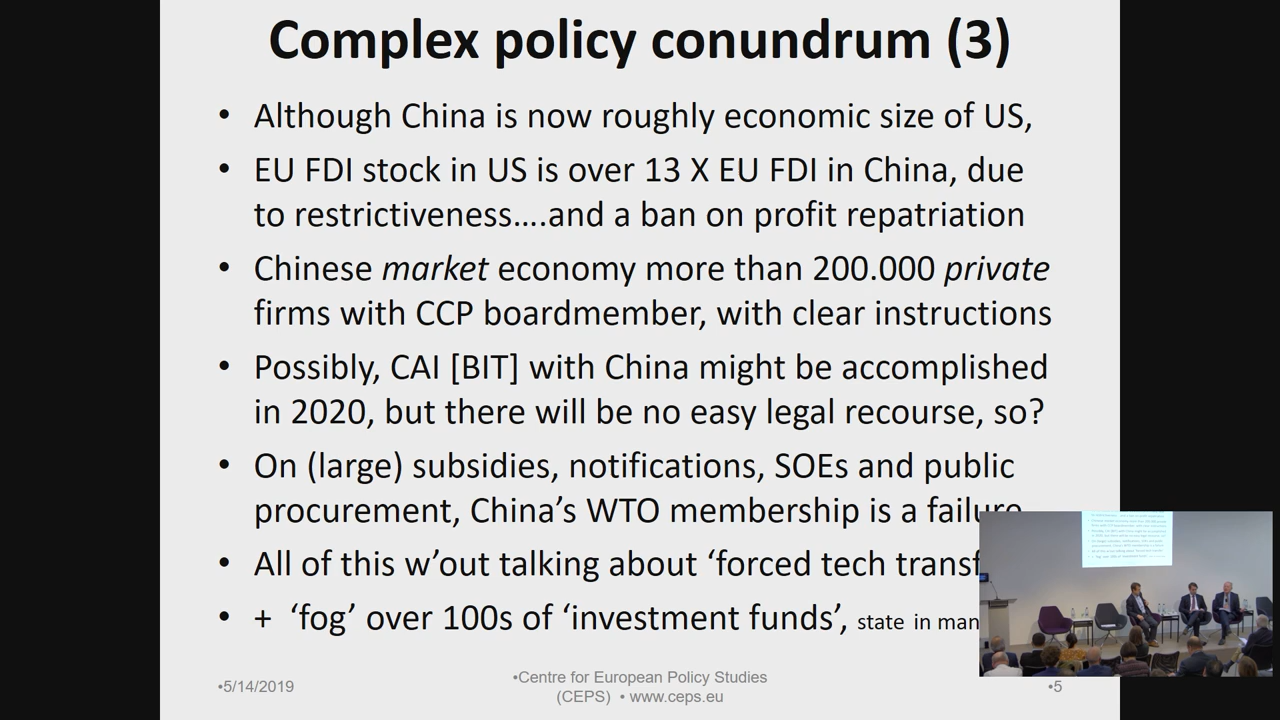 Complex policy conundrum (3)
• Although China is now roughly economic size of US,
• EU FDI stock in US is over 13 X EU FDI in China, due
to restrictiveness….and a ban on profit repatriation
• Chinese market economy more than 200.000 private
firms with CCP boardmember, with clear instructions
• Possibly, CAI [BIT] with China might be accomplished
in 2020, but there will be no easy legal recourse, so?
• On (large) subsidies, notifications, SOEs and public
procurement, China’s WTO membership is a failure
• All of this w’out talking about ‘forced tech
• + ‘fog’ over 100s of ‘investment funds’, state in
•5/14/2019
•Centre for European Policy Studies
(CEPS) • www.ceps.eu
•5